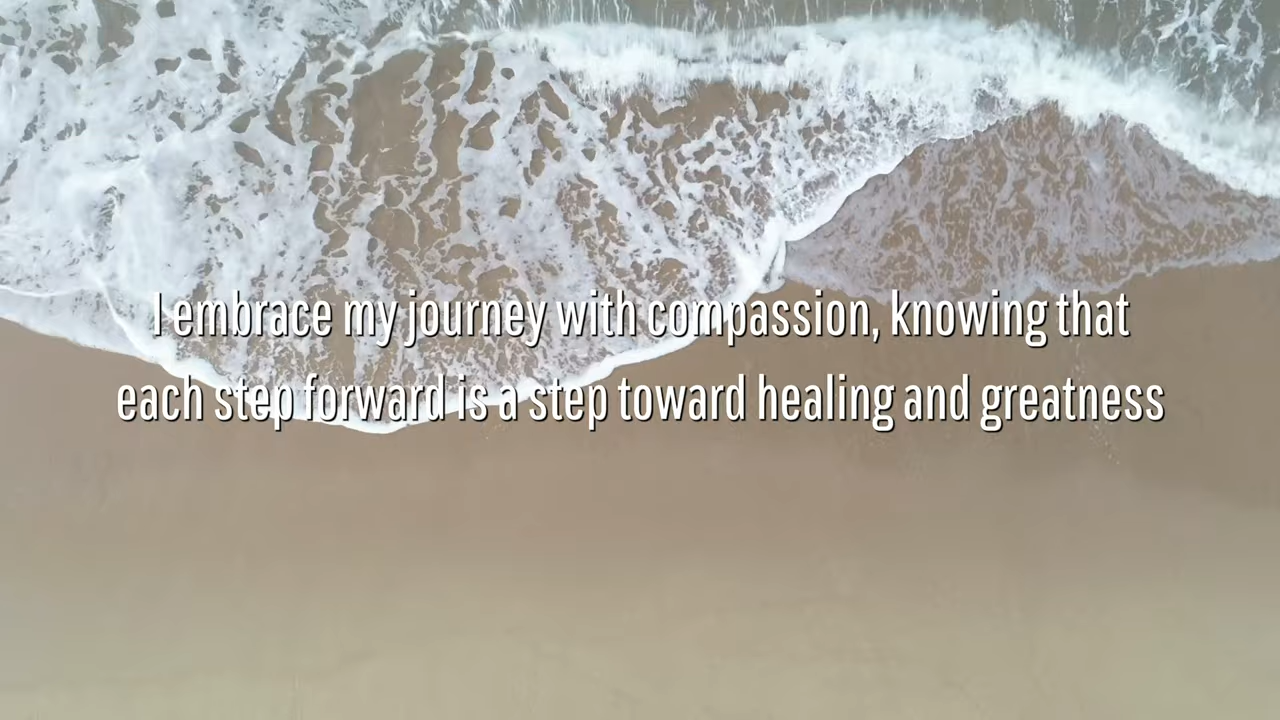 I embrace my journey with compassion, knowing that
each step forward is a step toward healing and greatness